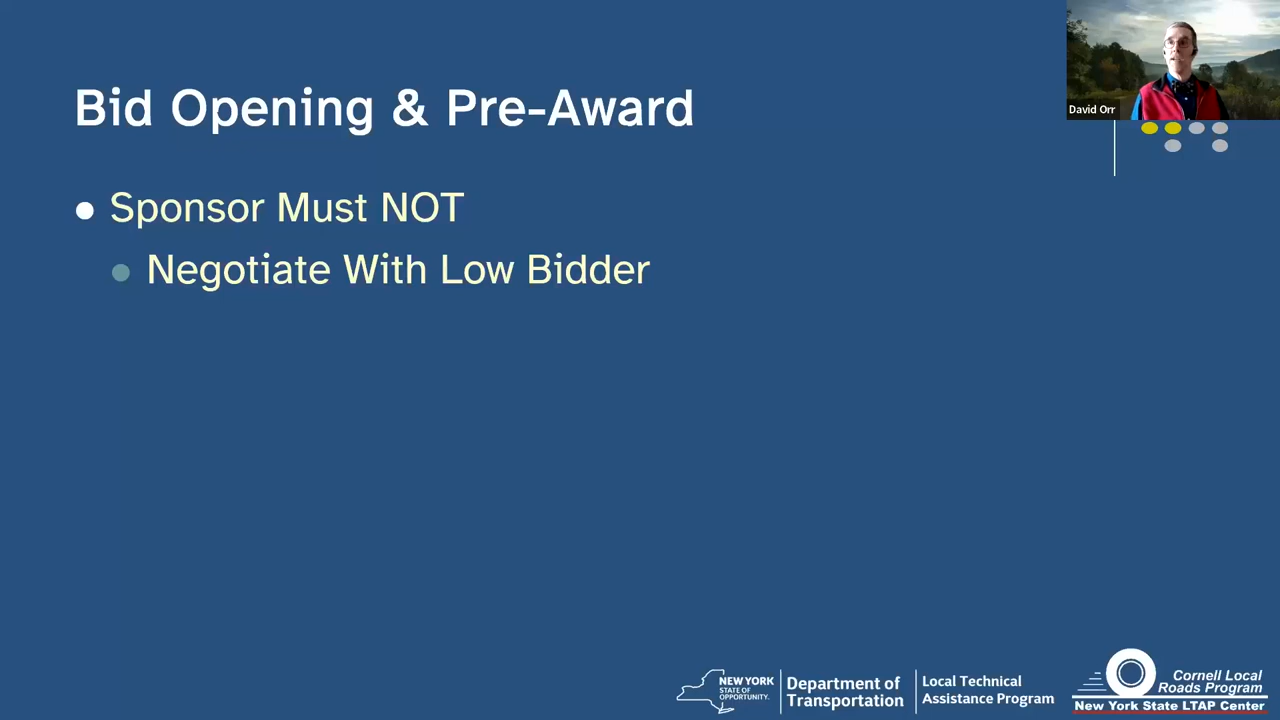 David Orr
Bid Opening & Pre-Award
Sponsor Must NOT
Negotiate With Low Bidder
NEW YORK
STATE OF
OPPORTUNITY.
Department of
Transportation
Local Technical
Assistance Program
Cornell Local
Roads Program
New York State LTAP Center